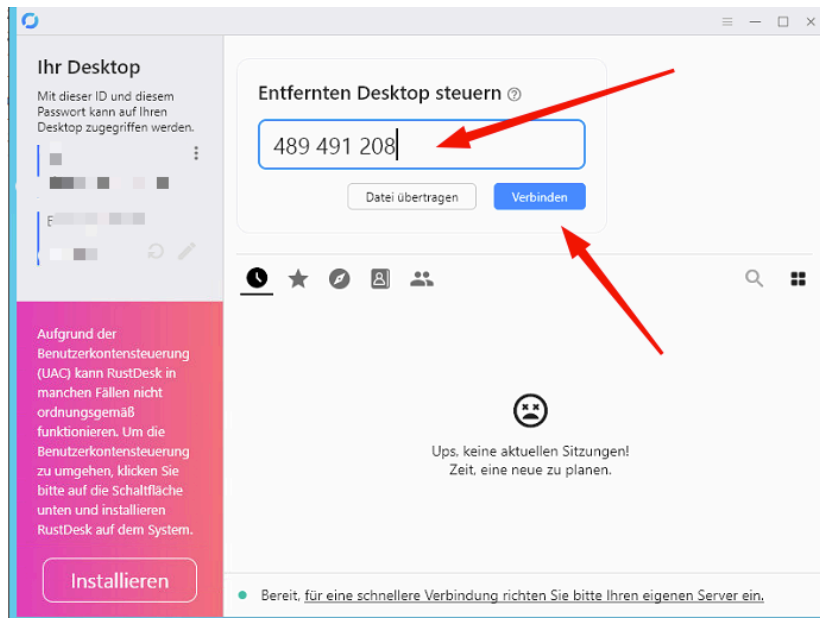 Ihr Desktop
Mit dieser ID und diesem
Passwort kann auf Ihren
Desktop zugegriffen werden.
Aufgrund der
Benutzerkontensteuerung
(UAC) kann RustDesk in
manchen Fällen nicht
ordnungsgemäß
funktionieren. Um die
Benutzerkontensteuerung
zu umgehen, klicken Sie
bitte auf die Schaltfläche
unten und installieren
RustDesk auf dem System.
Installieren
Entfernten Desktop steuern
489 491 208
Datei übertragen
Verbinden
Ups, keine aktuellen Sitzungen!
Zeit, eine neue zu planen.
Bereit, für eine schnellere Verbindung richten Sie bitte Ihren eigenen Server ein.